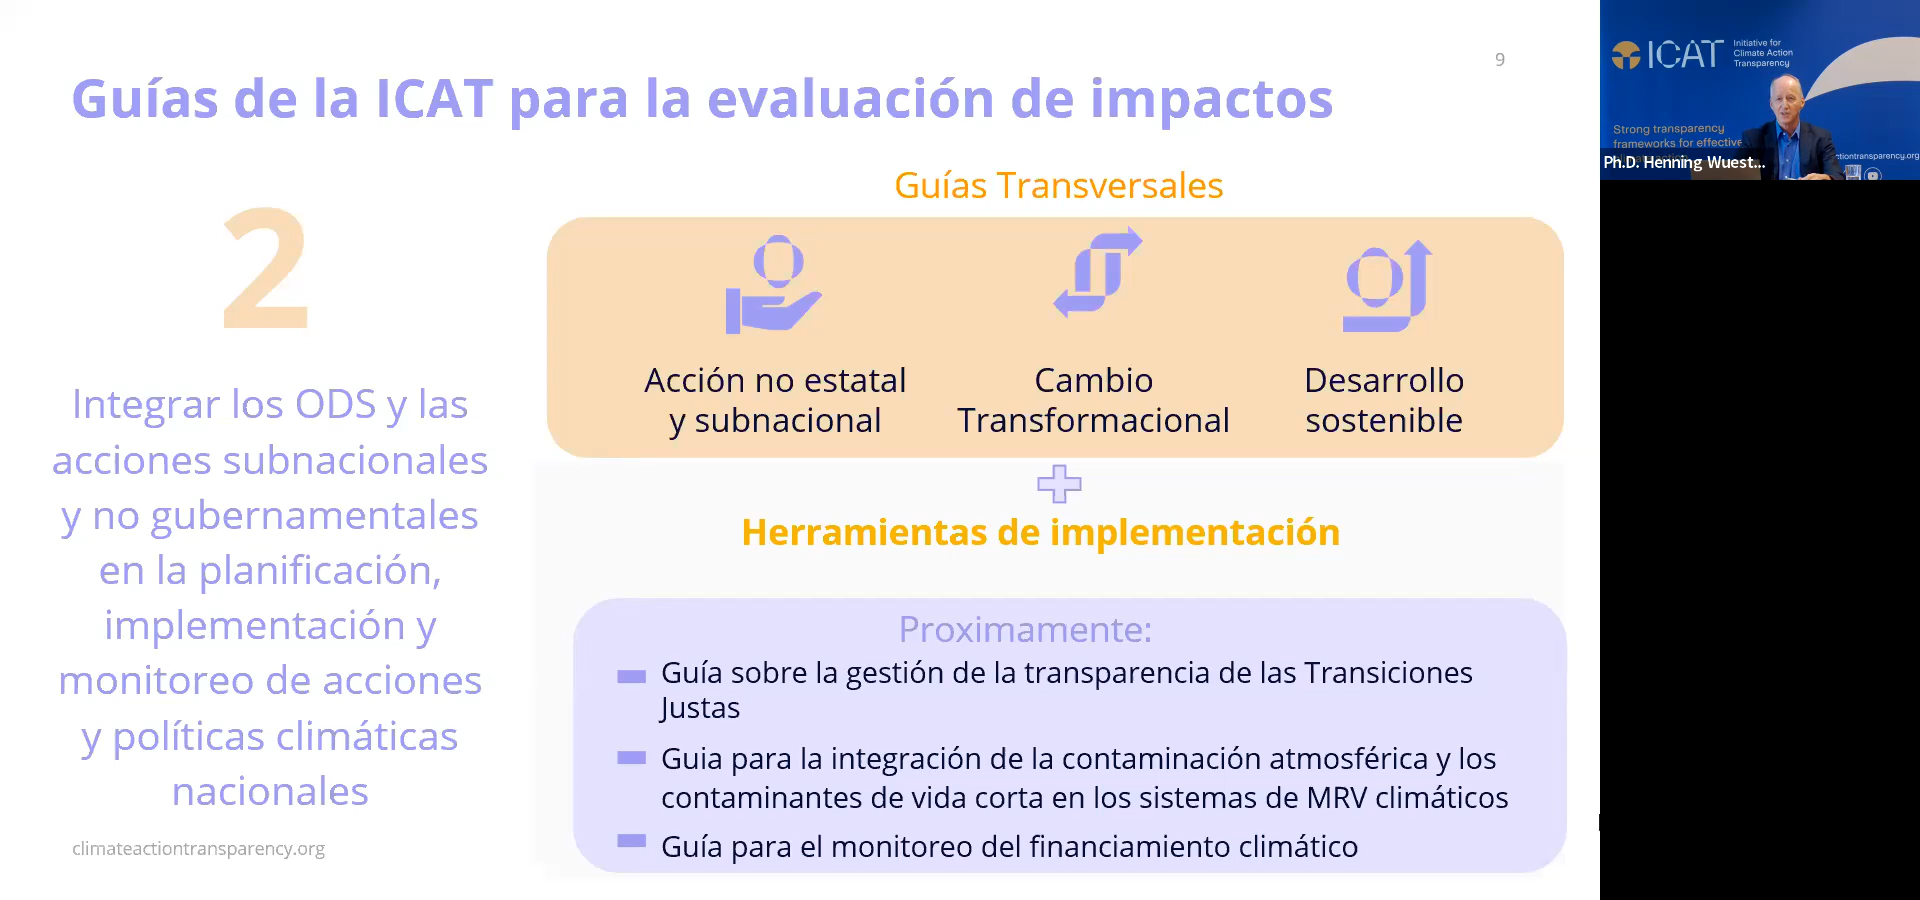 9
Guías de la ICAT para la evaluación de impactos
2
Integrar los ODS y las
acciones subnacionales
y no gubernamentales
en la planificación,
implementación y
monitoreo de acciones
y políticas climáticas
nacionales
climateactiontransparency.org
Guías Transversales
Acción no estatal
y subnacional
Cambio
Transformacional
Desarrollo
sostenible
Herramientas de implementación
Proximamente:
Guía sobre la gestión de la transparencia de las Transiciones
Justas
Guia para la integración de la contaminación atmosférica y los
contaminantes de vida corta en los sistemas de MRV climáticos
Guía para el monitoreo del financiamiento climático
ICAT
Initiative for
Climate Action
Transparency
Strong transparency
frameworks for effective
ctiontransparency.org
Ph.D. Henning Wuest...